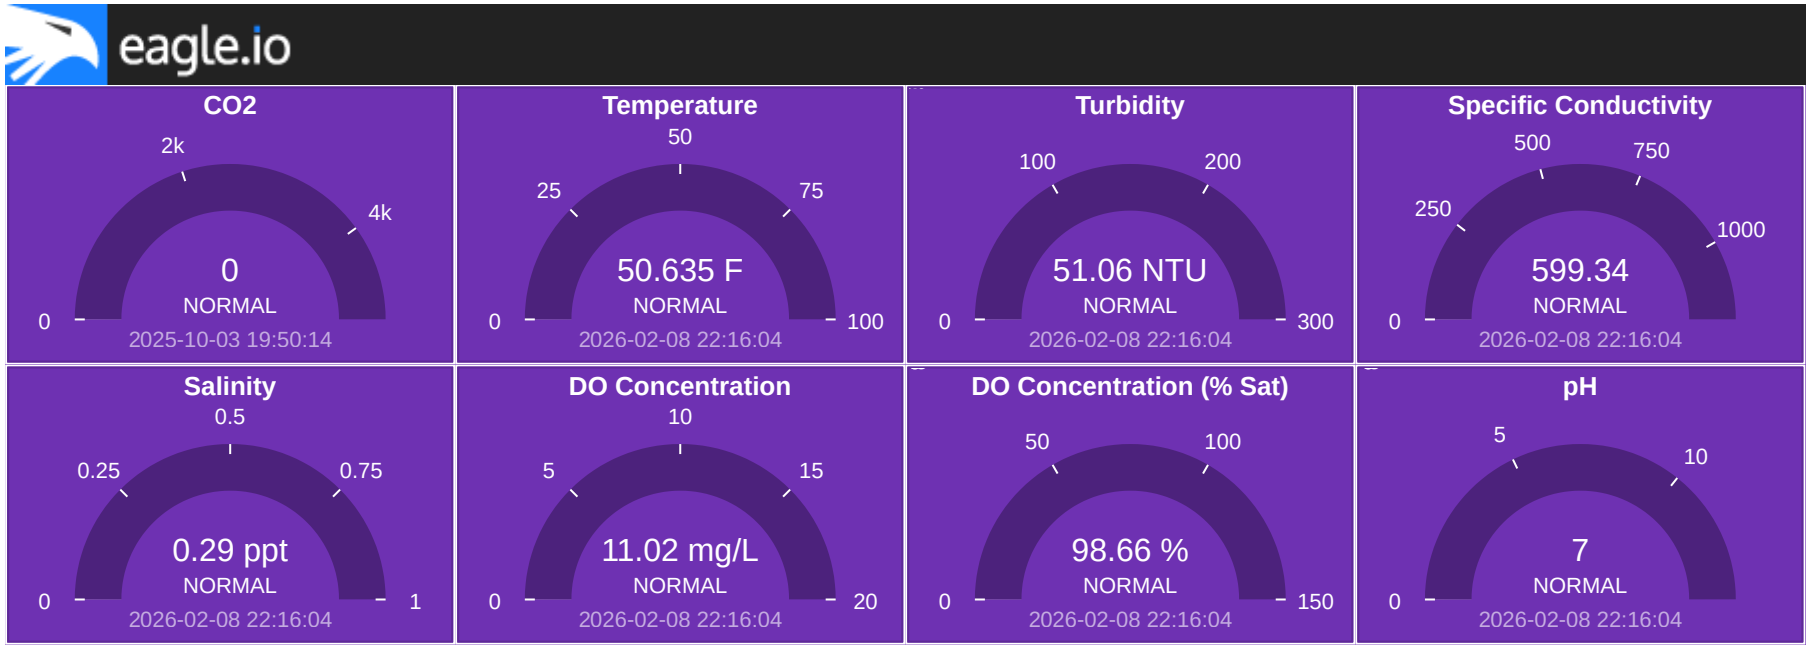 eagle.io
CO2
2k
4k
0
0
NORMAL
2025-10-03 19:50:14
Temperature
50
25
75
50.635 F
NORMAL
0
100
2026-02-08 22:16:04
Turbidity
100
200
51.06 NTU
NORMAL
0
300
2026-02-08 22:16:04
Specific Conductivity
500
750
250
1000
599.34
NORMAL
0
2026-02-08 22:16:04
Salinity
0.5
0.25
0.75
0.29 ppt
NORMAL
0
1
2026-02-08 22:16:04
DO Concentration
10
5
15
11.02 mg/L
NORMAL
0
20
2026-02-08 22:16:04
DO Concentration (% Sat)
50
100
98.66 %
NORMAL
0
150
2026-02-08 22:16:04
pH
5
10
7
NORMAL
0
2026-02-08 22:16:04